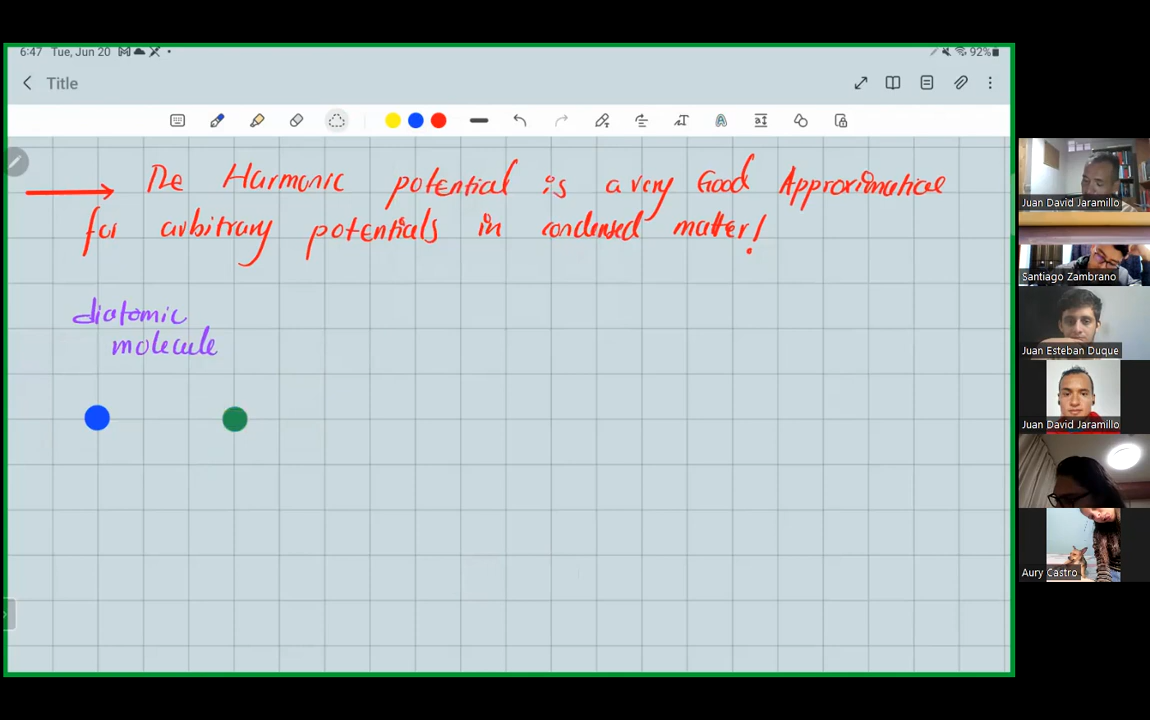 6:47 Tue, Jun 20 92%
Title
The Harmonic potential is a very Good Approximation
for arbitrary potentials in condensed matter!
diatomic
molecule
Juan David Jaramillo
Santiago Zambrano
Juan Esteban Duque
Juan David Jaramillo
Aury Castro